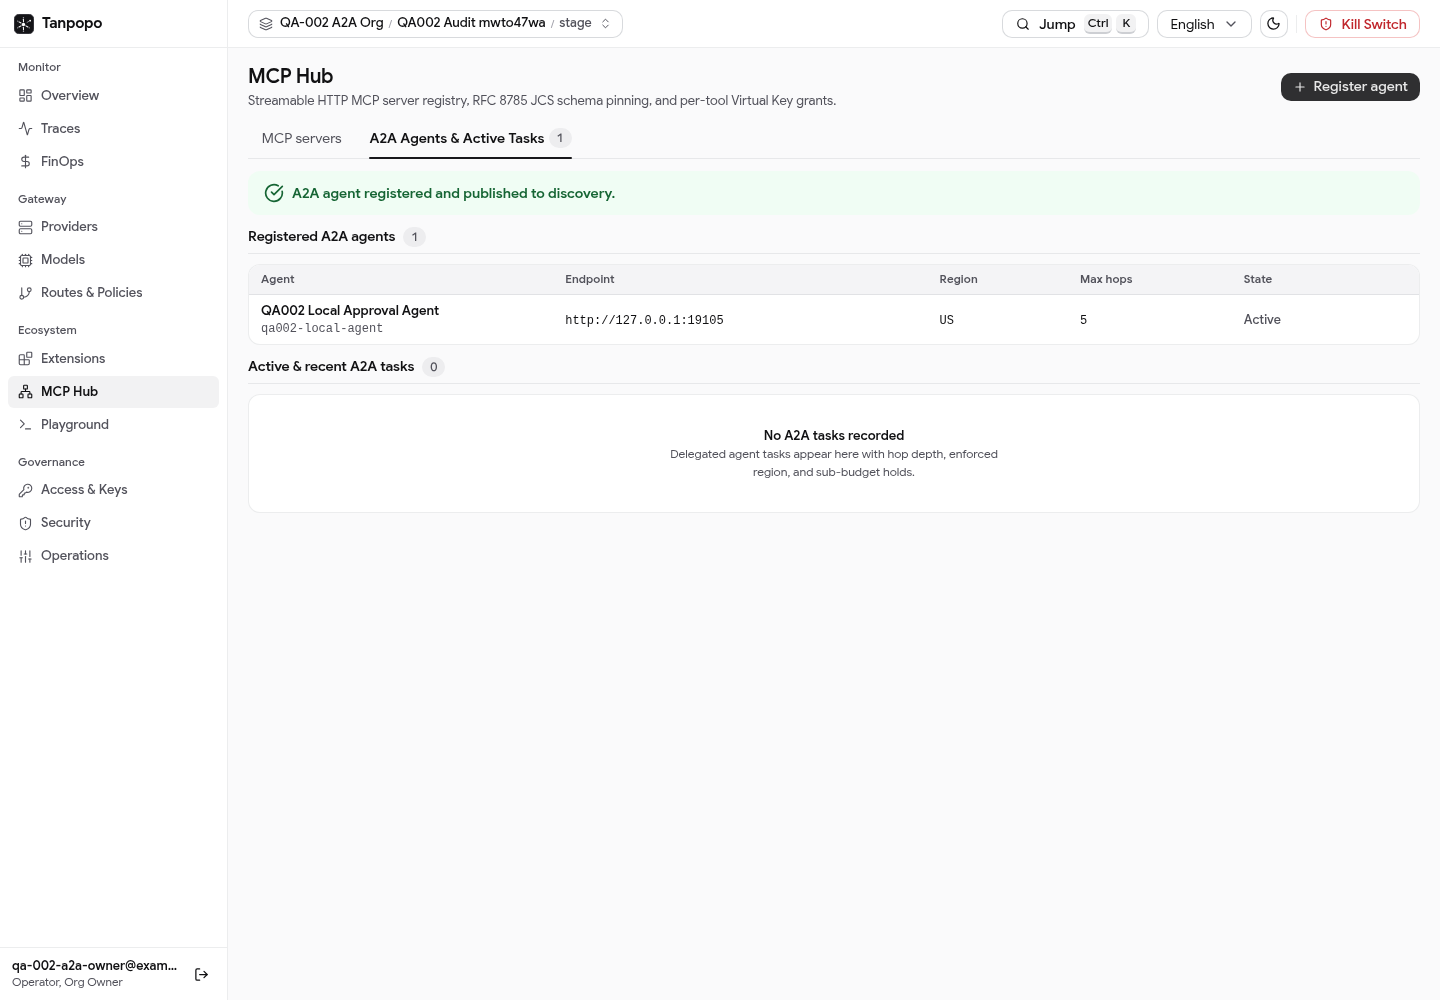 Tanpopo
QA-002 A2A Org / QA002 Audit mwto47wa / stage
Jump Ctrl K
English
Kill Switch
Monitor
Overview
Traces
FinOps
Gateway
Providers
Models
Routes & Policies
Ecosystem
Extensions
MCP Hub
Playground
Governance
Access & Keys
Security
Operations
qa-002-a2a-owner@exam...
Operator, Org Owner
MCP Hub
Streamable HTTP MCP server registry, RFC 8785 JCS schema pinning, and per-tool Virtual Key grants.
Register agent
MCP servers
A2A Agents & Active Tasks 1
A2A agent registered and published to discovery.
Registered A2A agents 1
Agent Endpoint Region Max hops State
QA002 Local Approval Agent
qa002-local-agent
http://127.0.0.1:19105 US 5 Active
Active & recent A2A tasks 0
No A2A tasks recorded
Delegated agent tasks appear here with hop depth, enforced
region, and sub-budget holds.